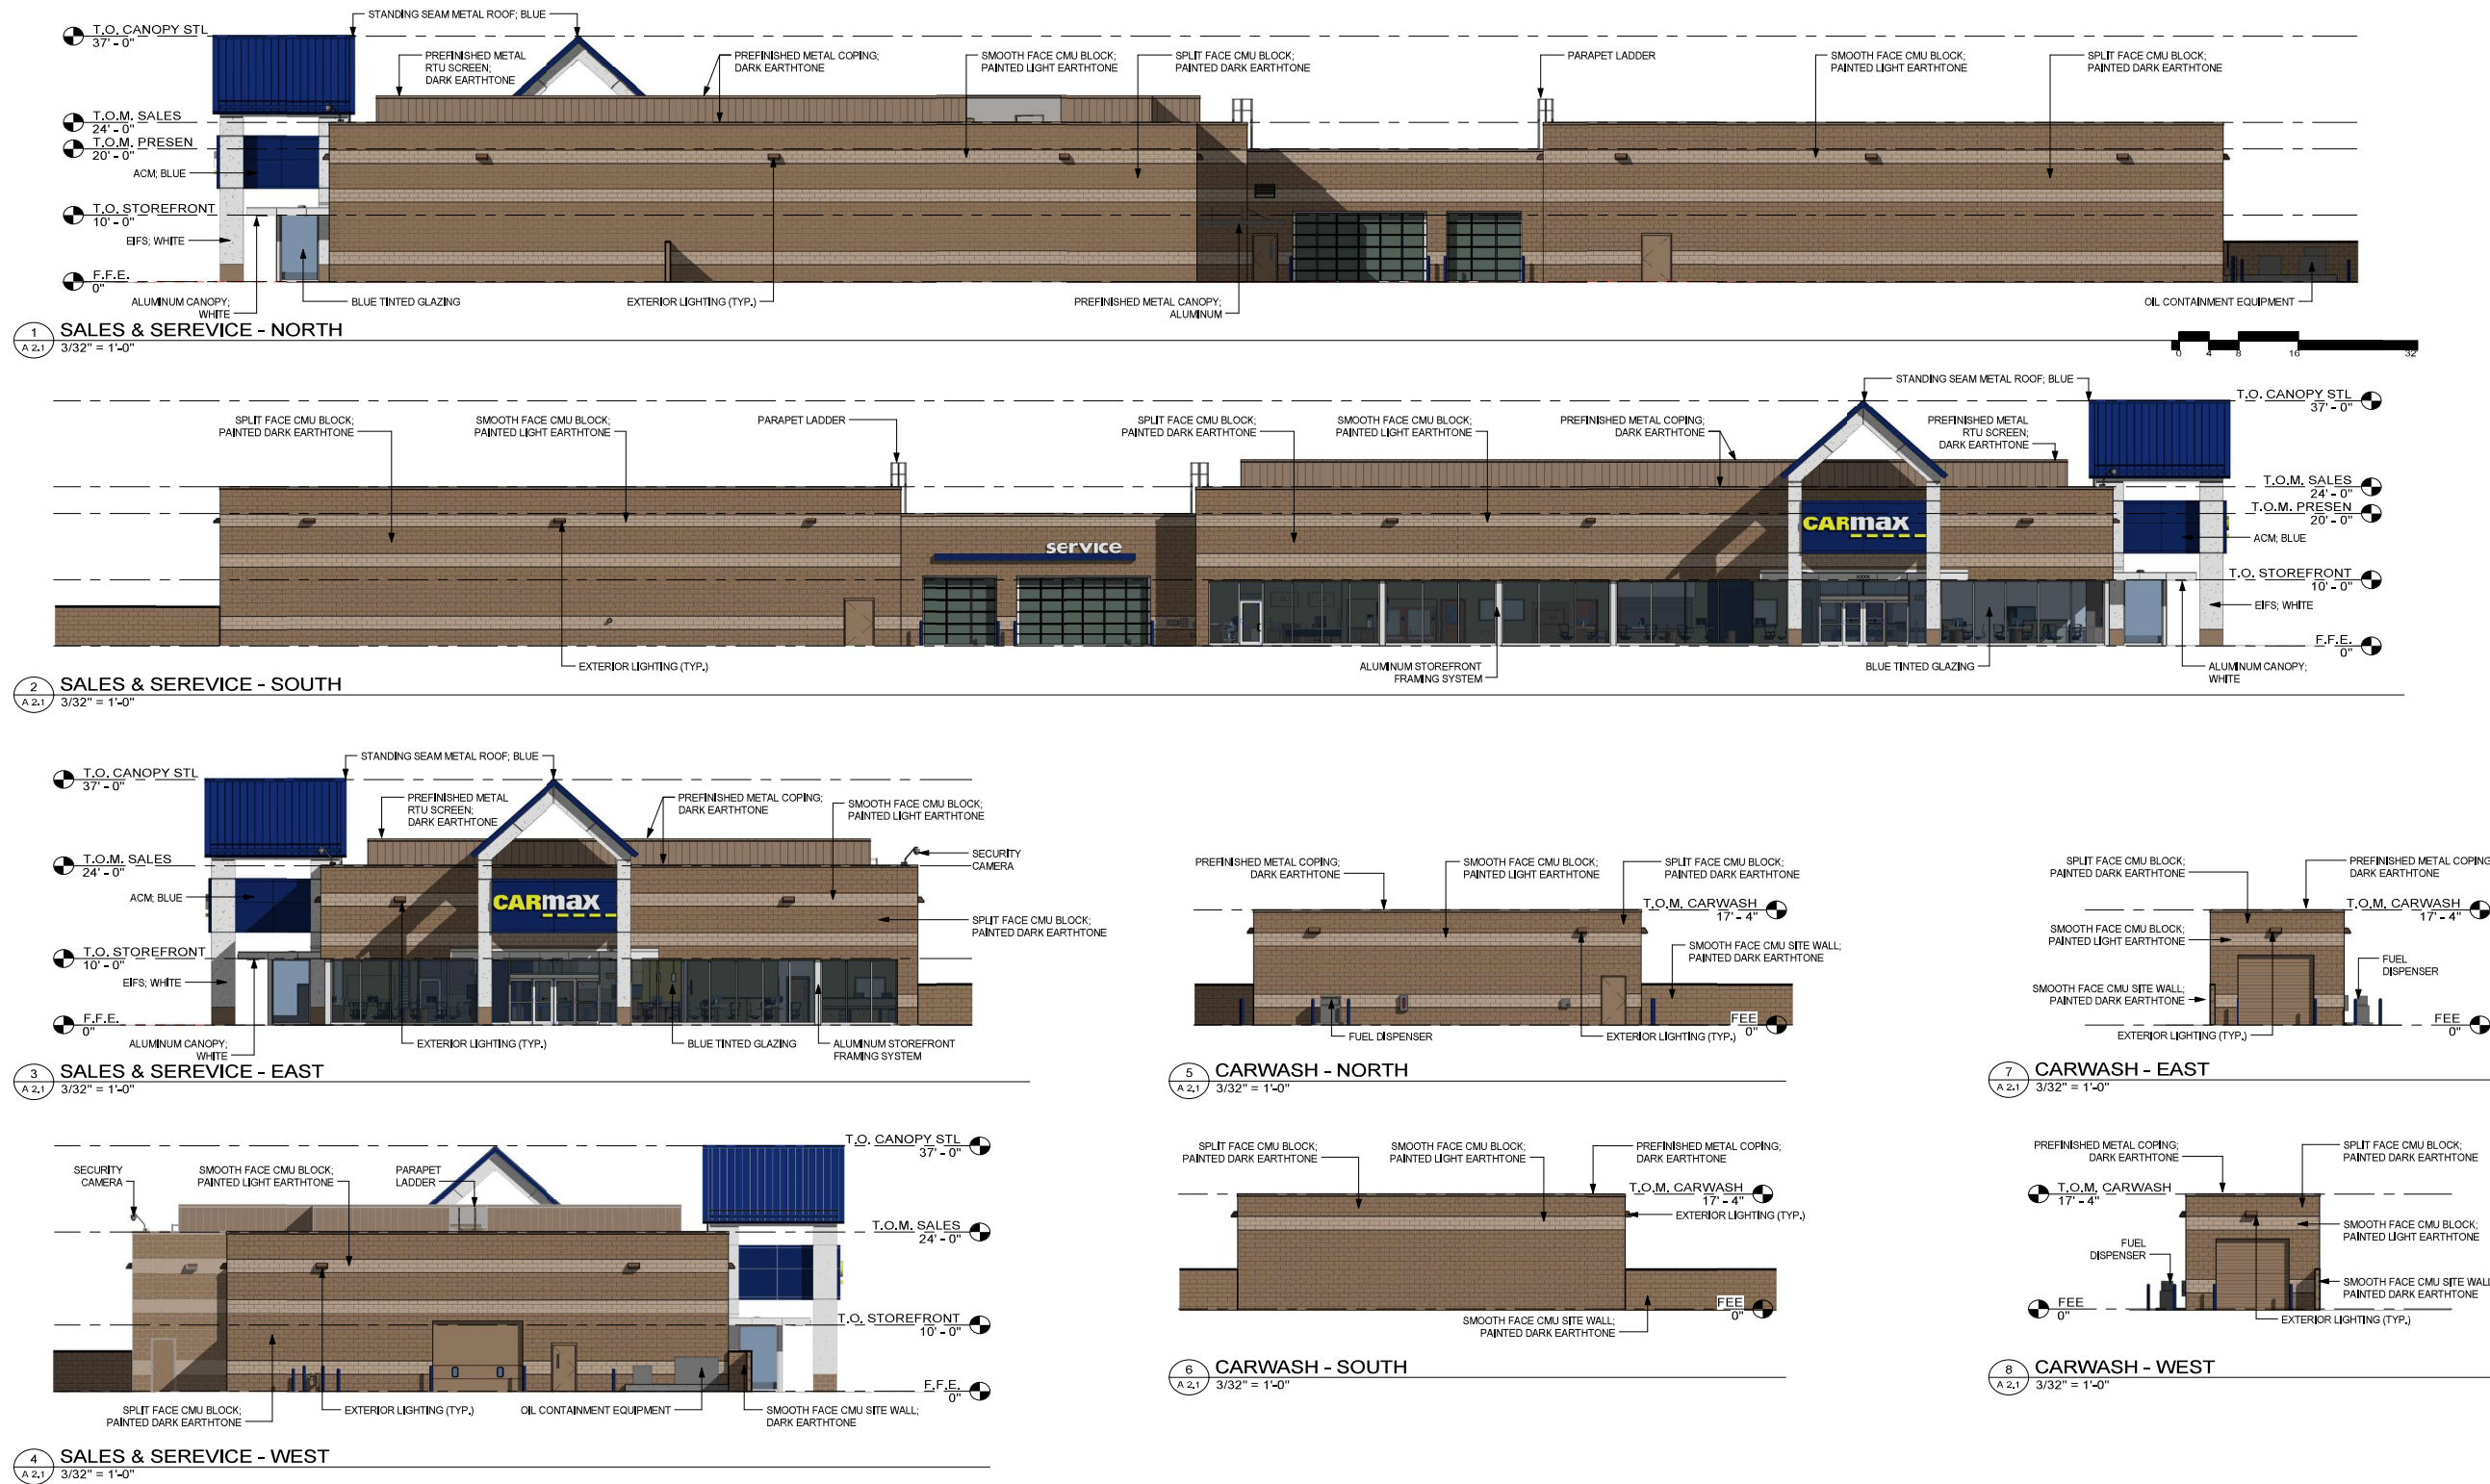 STANDING SEAM METAL ROOF; BLUE
T.O. CANOPY STL
37' - 0"
PREFINISHED METAL
RTU SCREEN;
DARK EARTHTONE
PREFINISHED METAL COPING;
DARK EARTHTONE
SMOOTH FACE CMU BLOCK;
PAINTED LIGHT EARTHTONE
SPLIT FACE CMU BLOCK;
PAINTED DARK EARTHTONE
PARAPET LADDER
SMOOTH FACE CMU BLOCK;
PAINTED LIGHT EARTHTONE
SPLIT FACE CMU BLOCK;
PAINTED DARK EARTHTONE
T.O.M. SALES
24' - 0"
T.O.M. PRESEN
20' - 0"
ACM; BLUE
T.O. STOREFRONT
10' - 0"
EIFS; WHITE
F.F.E.
0"
ALUMINUM CANOPY;
WHITE
BLUE TINTED GLAZING
EXTERIOR LIGHTING (TYP.)
PREFINISHED METAL CANOPY;
ALUMINUM
OIL CONTAINMENT EQUIPMENT
1
A 2.1
SALES & SEREVICE - NORTH
3/32" = 1'-0"
0 4 8 16 32
STANDING SEAM METAL ROOF; BLUE
T.O. CANOPY STL
37' - 0"
SPLIT FACE CMU BLOCK;
PAINTED DARK EARTHTONE
SMOOTH FACE CMU BLOCK;
PAINTED LIGHT EARTHTONE
PARAPET LADDER
SPLIT FACE CMU BLOCK;
PAINTED DARK EARTHTONE
SMOOTH FACE CMU BLOCK;
PAINTED LIGHT EARTHTONE
PREFINISHED METAL COPING;
DARK EARTHTONE
PREFINISHED METAL
RTU SCREEN;
DARK EARTHTONE
T.O.M. SALES
24' - 0"
T.O.M. PRESEN
20' - 0"
CARMAX
service
ACM; BLUE
T.O. STOREFRONT
10' - 0"
XXXX
EIFS; WHITE
F.F.E.
0"
EXTERIOR LIGHTING (TYP.)
ALUMINUM STOREFRONT
FRAMING SYSTEM
BLUE TINTED GLAZING
ALUMINUM CANOPY;
WHITE
2
A 2.1
SALES & SEREVICE - SOUTH
3/32" = 1'-0"
STANDING SEAM METAL ROOF; BLUE
T.O. CANOPY STL
37' - 0"
PREFINISHED METAL
RTU SCREEN;
DARK EARTHTONE
PREFINISHED METAL COPING;
DARK EARTHTONE
SMOOTH FACE CMU BLOCK;
PAINTED LIGHT EARTHTONE
SECURITY
CAMERA
T.O.M. SALES
24' - 0"
ACM; BLUE
CARMAX
SPLIT FACE CMU BLOCK;
PAINTED DARK EARTHTONE
T.O. STOREFRONT
10' - 0"
EIFS; WHITE
F.F.E.
0"
ALUMINUM CANOPY;
WHITE
EXTERIOR LIGHTING (TYP.)
BLUE TINTED GLAZING
ALUMINUM STOREFRONT
FRAMING SYSTEM
3
A 2.1
SALES & SEREVICE - EAST
3/32" = 1'-0"
PREFINISHED METAL COPING;
DARK EARTHTONE
SMOOTH FACE CMU BLOCK;
PAINTED LIGHT EARTHTONE
SPLIT FACE CMU BLOCK;
PAINTED DARK EARTHTONE
T.O.M. CARWASH
17' - 4"
SMOOTH FACE CMU SITE WALL;
PAINTED DARK EARTHTONE
FEE
0"
FUEL DISPENSER
EXTERIOR LIGHTING (TYP.)
5
A 2.1
CARWASH - NORTH
3/32" = 1'-0"
SPLIT FACE CMU BLOCK;
PAINTED DARK EARTHTONE
PREFINISHED METAL COPING
DARK EARTHTONE
T.O.M. CARWASH
17' - 4"
SMOOTH FACE CMU BLOCK;
PAINTED LIGHT EARTHTONE
FUEL
DISPENSER
SMOOTH FACE CMU SITE WALL;
PAINTED DARK EARTHTONE
FEE
0"
EXTERIOR LIGHTING (TYP.)
7
A 2.1
CARWASH - EAST
3/32" = 1'-0"
T.O. CANOPY STL
37' - 0"
SECURITY
CAMERA
SMOOTH FACE CMU BLOCK;
PAINTED LIGHT EARTHTONE
PARAPET
LADDER
T.O.M. SALES
24' - 0"
T.O. STOREFRONT
10' - 0"
F.F.E.
0"
SPLIT FACE CMU BLOCK;
PAINTED DARK EARTHTONE
EXTERIOR LIGHTING (TYP.)
OIL CONTAINMENT EQUIPMENT
SMOOTH FACE CMU SITE WALL;
DARK EARTHTONE
4
A 2.1
SALES & SEREVICE - WEST
3/32" = 1'-0"
SPLIT FACE CMU BLOCK;
PAINTED DARK EARTHTONE
SMOOTH FACE CMU BLOCK;
PAINTED LIGHT EARTHTONE
PREFINISHED METAL COPING;
DARK EARTHTONE
T.O.M. CARWASH
17' - 4"
EXTERIOR LIGHTING (TYP.)
FEE
0"
SMOOTH FACE CMU SITE WALL;
PAINTED DARK EARTHTONE
6
A 2.1
CARWASH - SOUTH
3/32" = 1'-0"
PREFINISHED METAL COPING;
DARK EARTHTONE
SPLIT FACE CMU BLOCK;
PAINTED DARK EARTHTONE
T.O.M. CARWASH
17' - 4"
SMOOTH FACE CMU BLOCK;
PAINTED LIGHT EARTHTONE
FUEL
DISPENSER
SMOOTH FACE CMU SITE WALL
PAINTED DARK EARTHTONE
FEE
0"
EXTERIOR LIGHTING (TYP.)
8
A 2.1
CARWASH - WEST
3/32" = 1'-0"